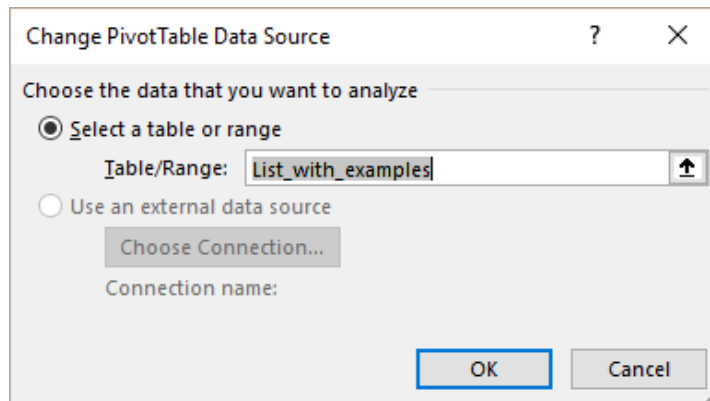 Change PivotTable Data Source ? X
Choose the data that you want to analyze
Select a table or range
Table/Range: List_with_examples
Use an external data source
Choose Connection...
Connection name:
OK Cancel